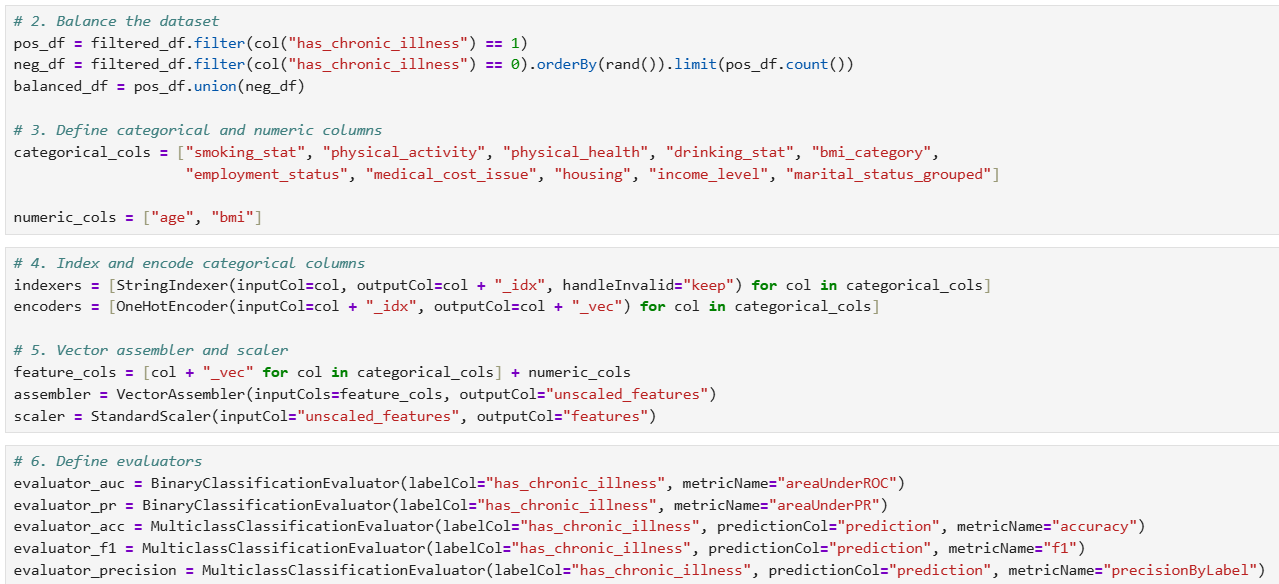 # 2. Balance the dataset
pos_df = filtered_df.filter(col("has_chronic_illness") == 1)
neg_df = filtered_df.filter(col("has_chronic_illness") == 0).orderBy(rand()).limit(pos_df.count())
balanced_df = pos_df.union(neg_df)
# 3. Define categorical and numeric columns
categorical_cols = ["smoking_stat", "physical_activity", "physical_health", "drinking_stat", "bmi_category",
"employment_status", "medical_cost_issue", "housing", "income_level", "marital_status_grouped"]
numeric_cols = ["age", "bmi"]
# 4. Index and encode categorical columns
indexers = [StringIndexer(inputCol=col, outputCol=col + "_idx", handleInvalid="keep") for col in categorical_cols]
encoders = [OneHotEncoder(inputCol=col + "_idx", outputCol=col + "_vec") for col in categorical_cols]
# 5. Vector assembler and scaler
feature_cols = [col + "_vec" for col in categorical_cols] + numeric_cols
assembler = VectorAssembler(inputCols=feature_cols, outputCol="unscaled_features")
scaler = StandardScaler(inputCol="unscaled_features", outputCol="features")
# 6. Define evaluators
evaluator_auc = BinaryClassificationEvaluator(labelCol="has_chronic_illness", metricName="areaUnderROC")
evaluator_pr = BinaryClassificationEvaluator(labelCol="has_chronic_illness", metricName="areaUnderPR")
evaluator_acc = MulticlassClassificationEvaluator(labelCol="has_chronic_illness", predictionCol="prediction", metricName="accuracy")
evaluator_f1 = MulticlassClassificationEvaluator(labelCol="has_chronic_illness", predictionCol="prediction", metricName="f1")
evaluator_precision = MulticlassClassificationEvaluator(labelCol="has_chronic_illness", predictionCol="prediction", metricName="precisionByLabel")